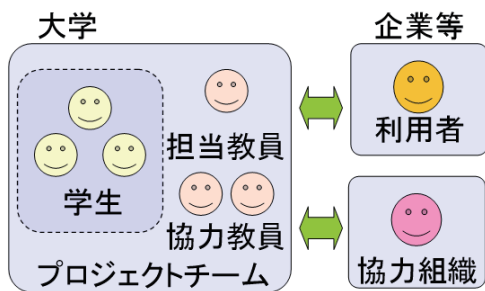 大学
企業等
担当教員
利用者
学生
協力教員
プロジェクトチーム
協力組織